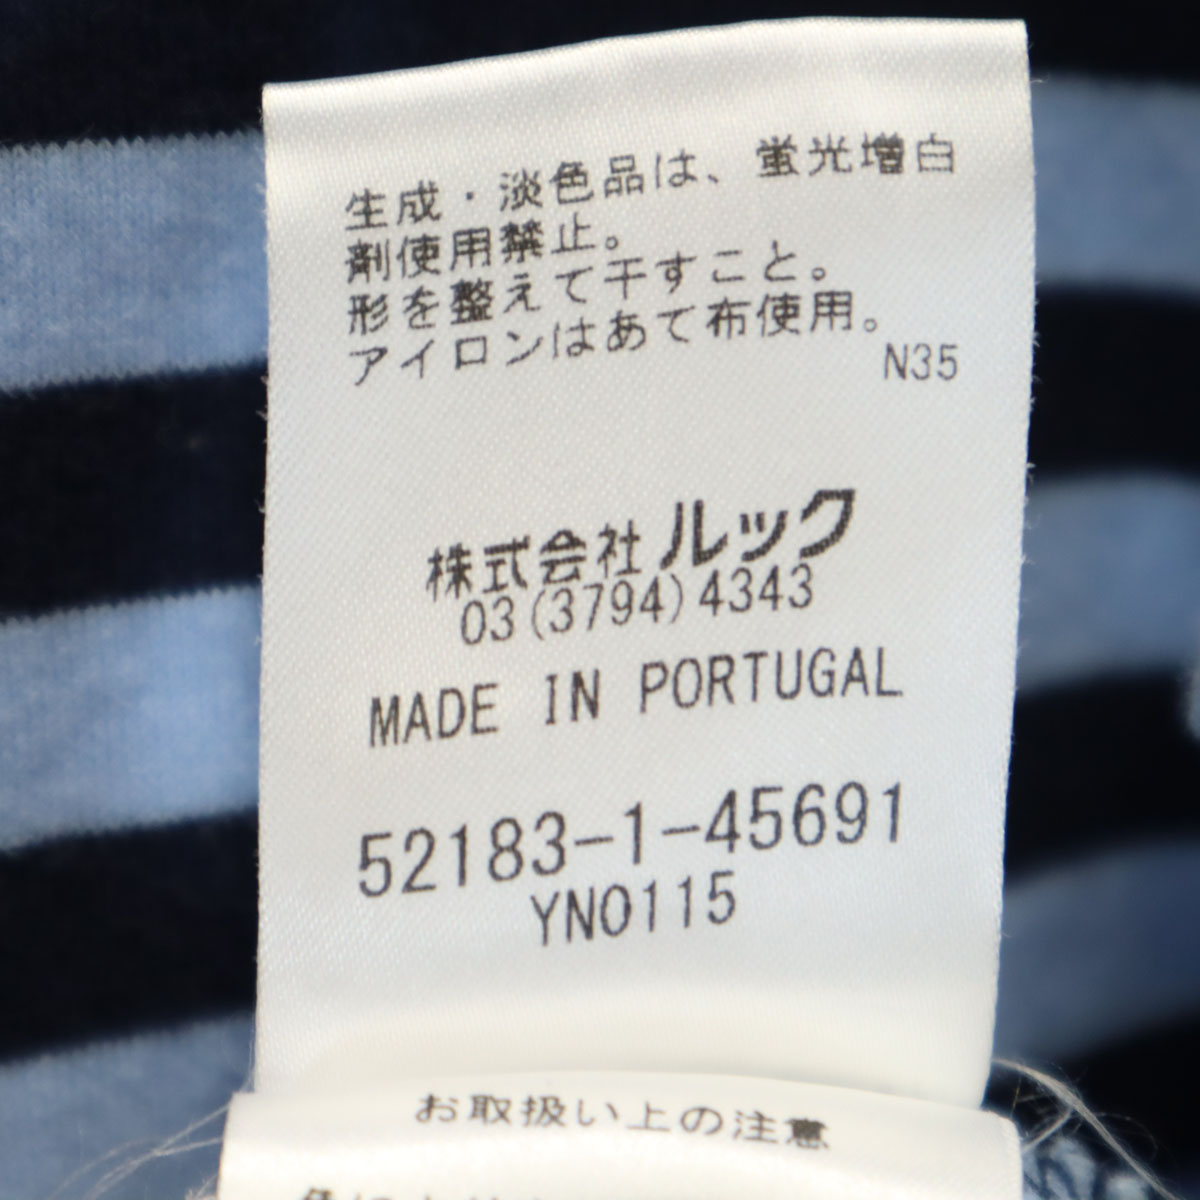 生成・淡色品は、蛍光増白
剤使用禁止。
形を整えて干すこと。
アイロンはあて布使用。
N35
株式会社ルック
03(3794)4343
MADE IN PORTUGAL
52183-1-45691
YNO115
お取扱い上の注意